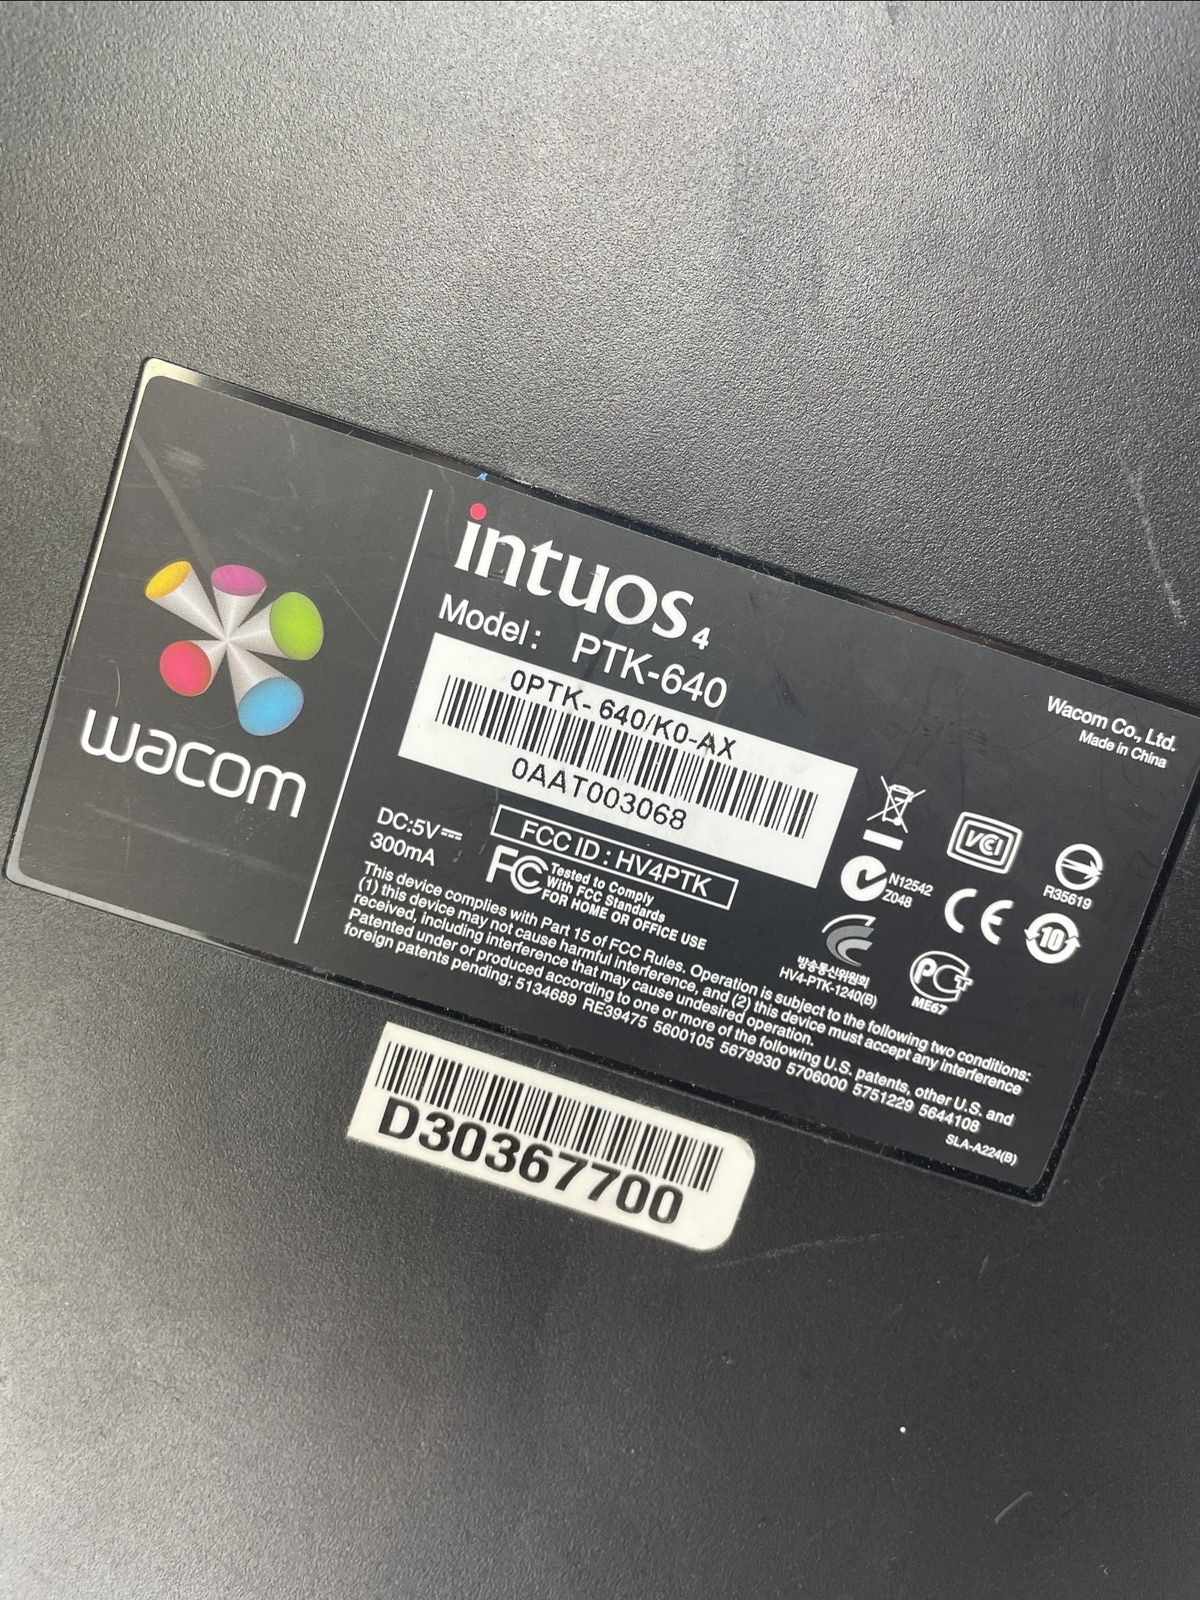 wacom
intuos4
Model: PTK-640
0PTK-640/K0-AX
0AAT003068
DC:5V
300mA
FCC ID : HV4PTK
FC Tested to Comply
With FCC Standards
FOR HOME OR OFFICE USE
This device complies with Part 15 of FCC Rules. Operation is subject to the following two conditions:
(1) this device may not cause harmful interference, and (2) this device must accept any interference
received, including interference that may cause undesired operation.
Patented under or produced according to one or more of the following U.S. patents, other U.S. and
foreign patents pending; 5134689 RE39475 5600105 5679930 5706000 5751229 5644108
SLA-A224(B)
Wacom Co., Ltd.
Made in China
VCI
R35619
N12542
Z048
CE
10
방송통신위원회
HV4-PTK-1240(B)
PCT
ME67
D30367700